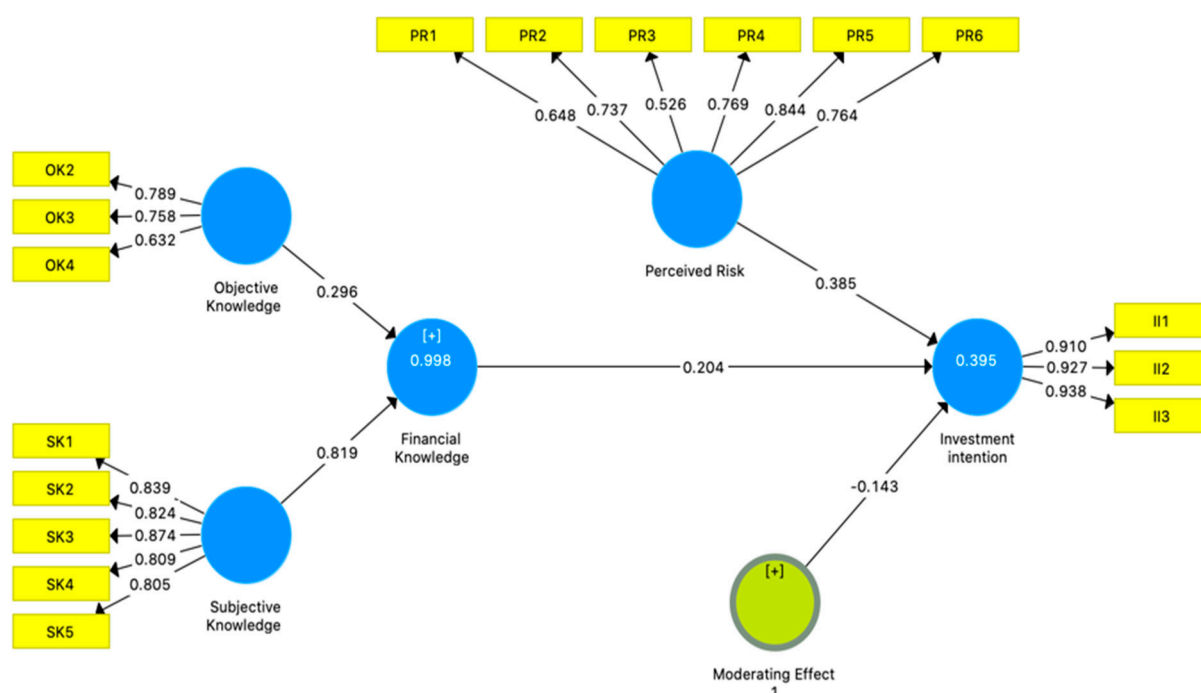 PR1 PR2 PR3 PR4 PR5 PR6
0.648 0.737 0.526 0.769 0.844 0.764
OK2
OK3
OK4
0.789
0.758
0.632
Objective
Knowledge
Perceived Risk
0.296
0.385
[+]
0.998
Financial
Knowledge
0.204
0.395
Investment
intention
0.910
0.927
0.938
II1
II2
II3
SK1
SK2
SK3
SK4
SK5
0.839
0.824
0.874
0.809
0.805
Subjective
Knowledge
0.819
-0.143
[+]
Moderating Effect
1